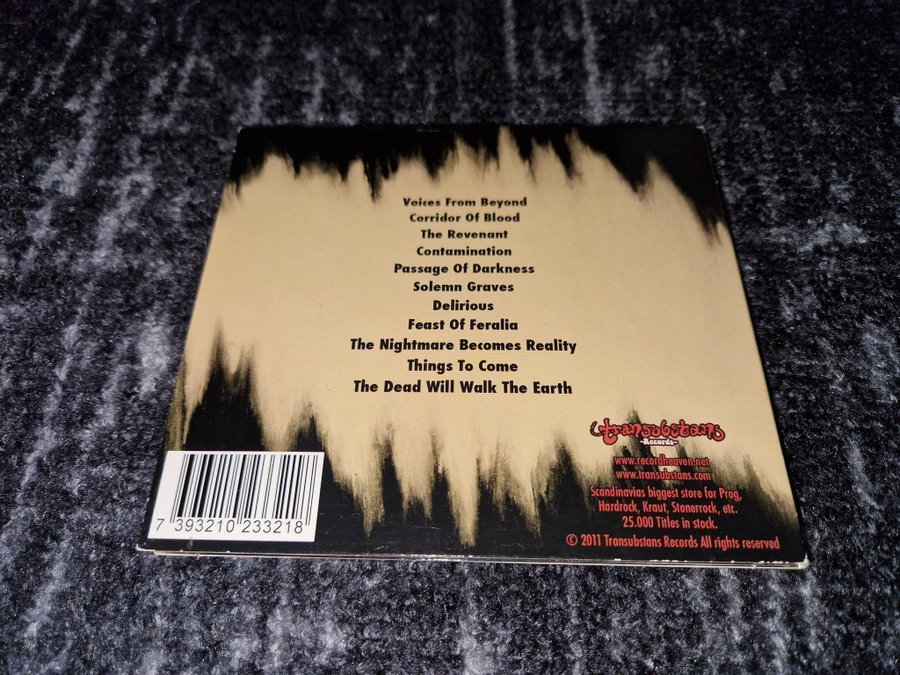 Voices From Beyond
Corridor Of Blood
The Revenant
Contamination
Passage Of Darkness
Solemn Graves
Delirious
Feast Of Feralia
The Nightmare Becomes Reality
Things To Come
The Dead Will Walk The Earth
transubstans
-Records-
www.recordheaven.net
www.transubstans.com
Scandinavias biggest store for Prog,
Hardrock, Kraut, Stonerrock, etc.
25.000 Titles in stock.
© 2011 Transubstans Records All rights reserved
7 393210 233218